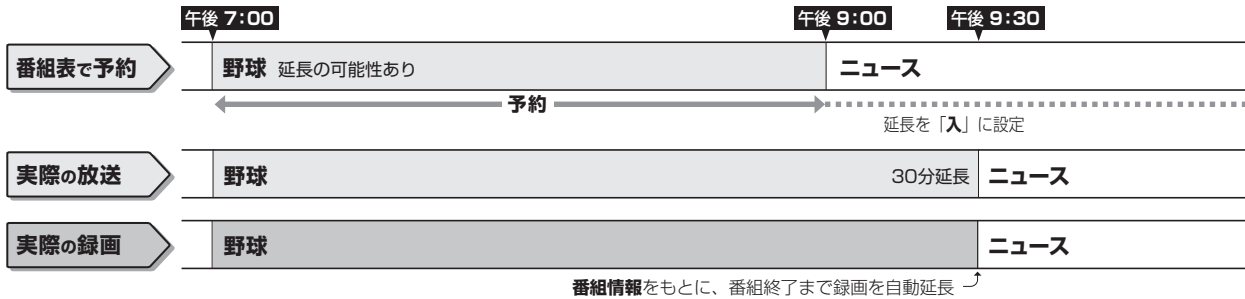 午後 7:00 午後 9:00 午後 9:30
番組表で予約 野球 延長の可能性あり ニュース
予約
延長を「入」に設定
実際の放送 野球 30分延長 ニュース
実際の録画 野球 ニュース
番組情報をもとに、番組終了まで録画を自動延長